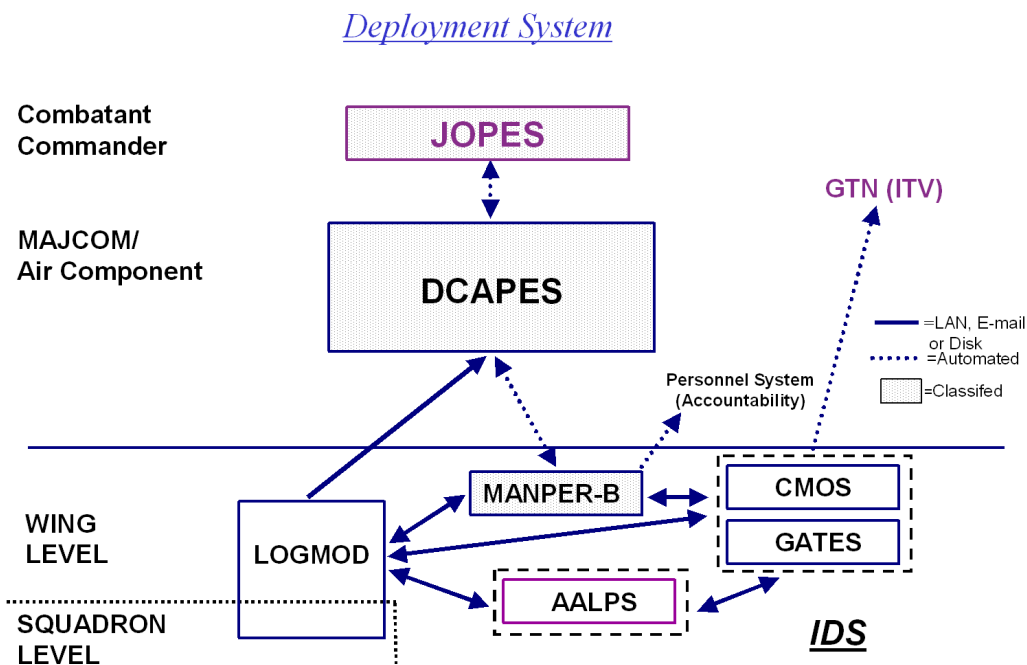 Deployment System
Combatant
Commander
JOPES
GTN (ITV)
MAJCOM/
Air Component
DCAPES
=LAN, E-mail
or Disk
=Automated
Personnel System
(Accountability)
=Classifed
MANPER-B
CMOS
WING
LEVEL
LOGMOD
GATES
AALPS
SQUADRON
LEVEL
IDS